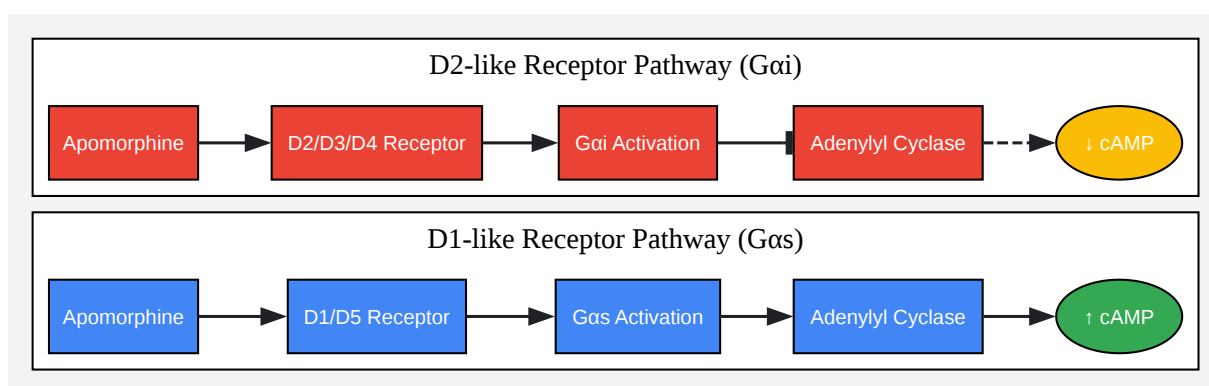 D2-like Receptor Pathway (Gαi)
Apomorphine
D2/D3/D4 Receptor
Gαi Activation
Adenylyl Cyclase
↓ cAMP
D1-like Receptor Pathway (Gαs)
Apomorphine
D1/D5 Receptor
Gαs Activation
Adenylyl Cyclase
↑ cAMP